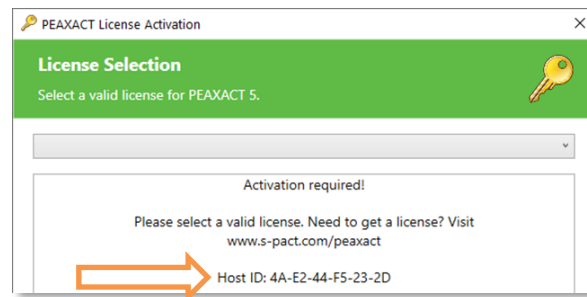 PEAXACT License Activation
License Selection
Select a valid license for PEAXACT 5.
Activation required!
Please select a valid license. Need to get a license? Visit
www.s-pact.com/peaxact
Host ID: 4A-E2-44-F5-23-2D